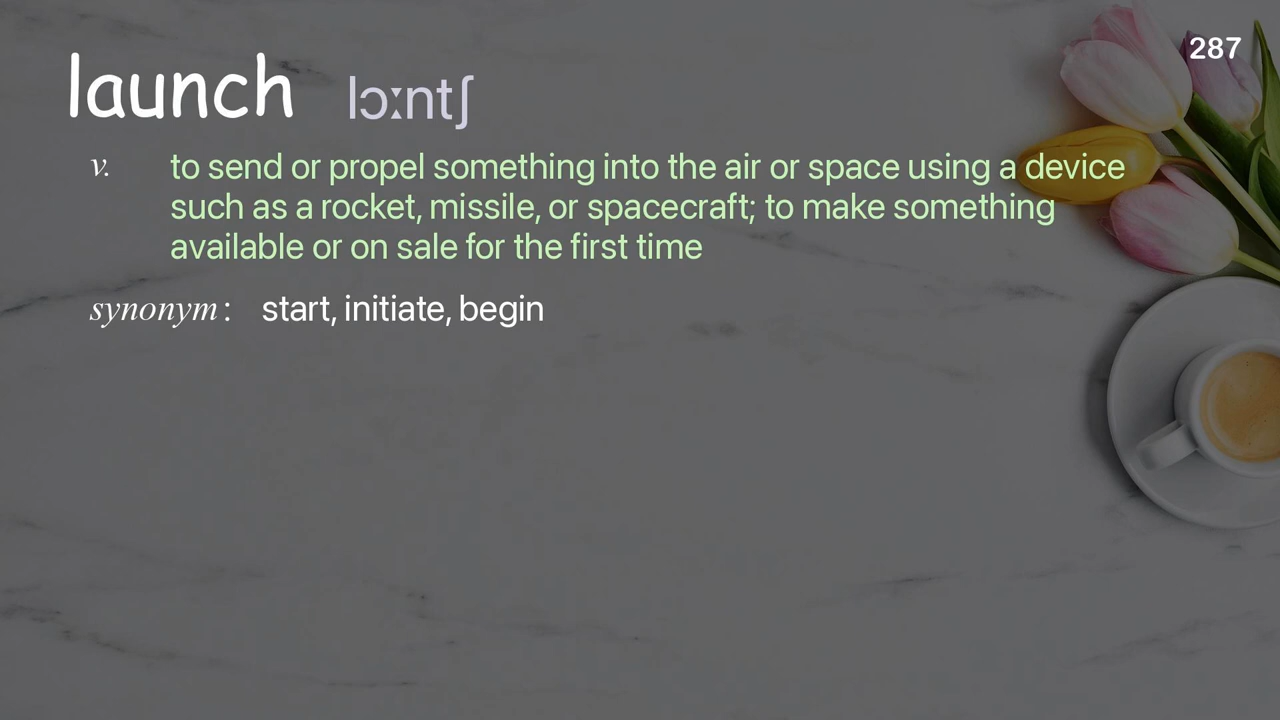 287
launch lɔːntʃ
v. to send or propel something into the air or space using a device
such as a rocket, missile, or spacecraft; to make something
available or on sale for the first time
synonym : start, initiate, begin